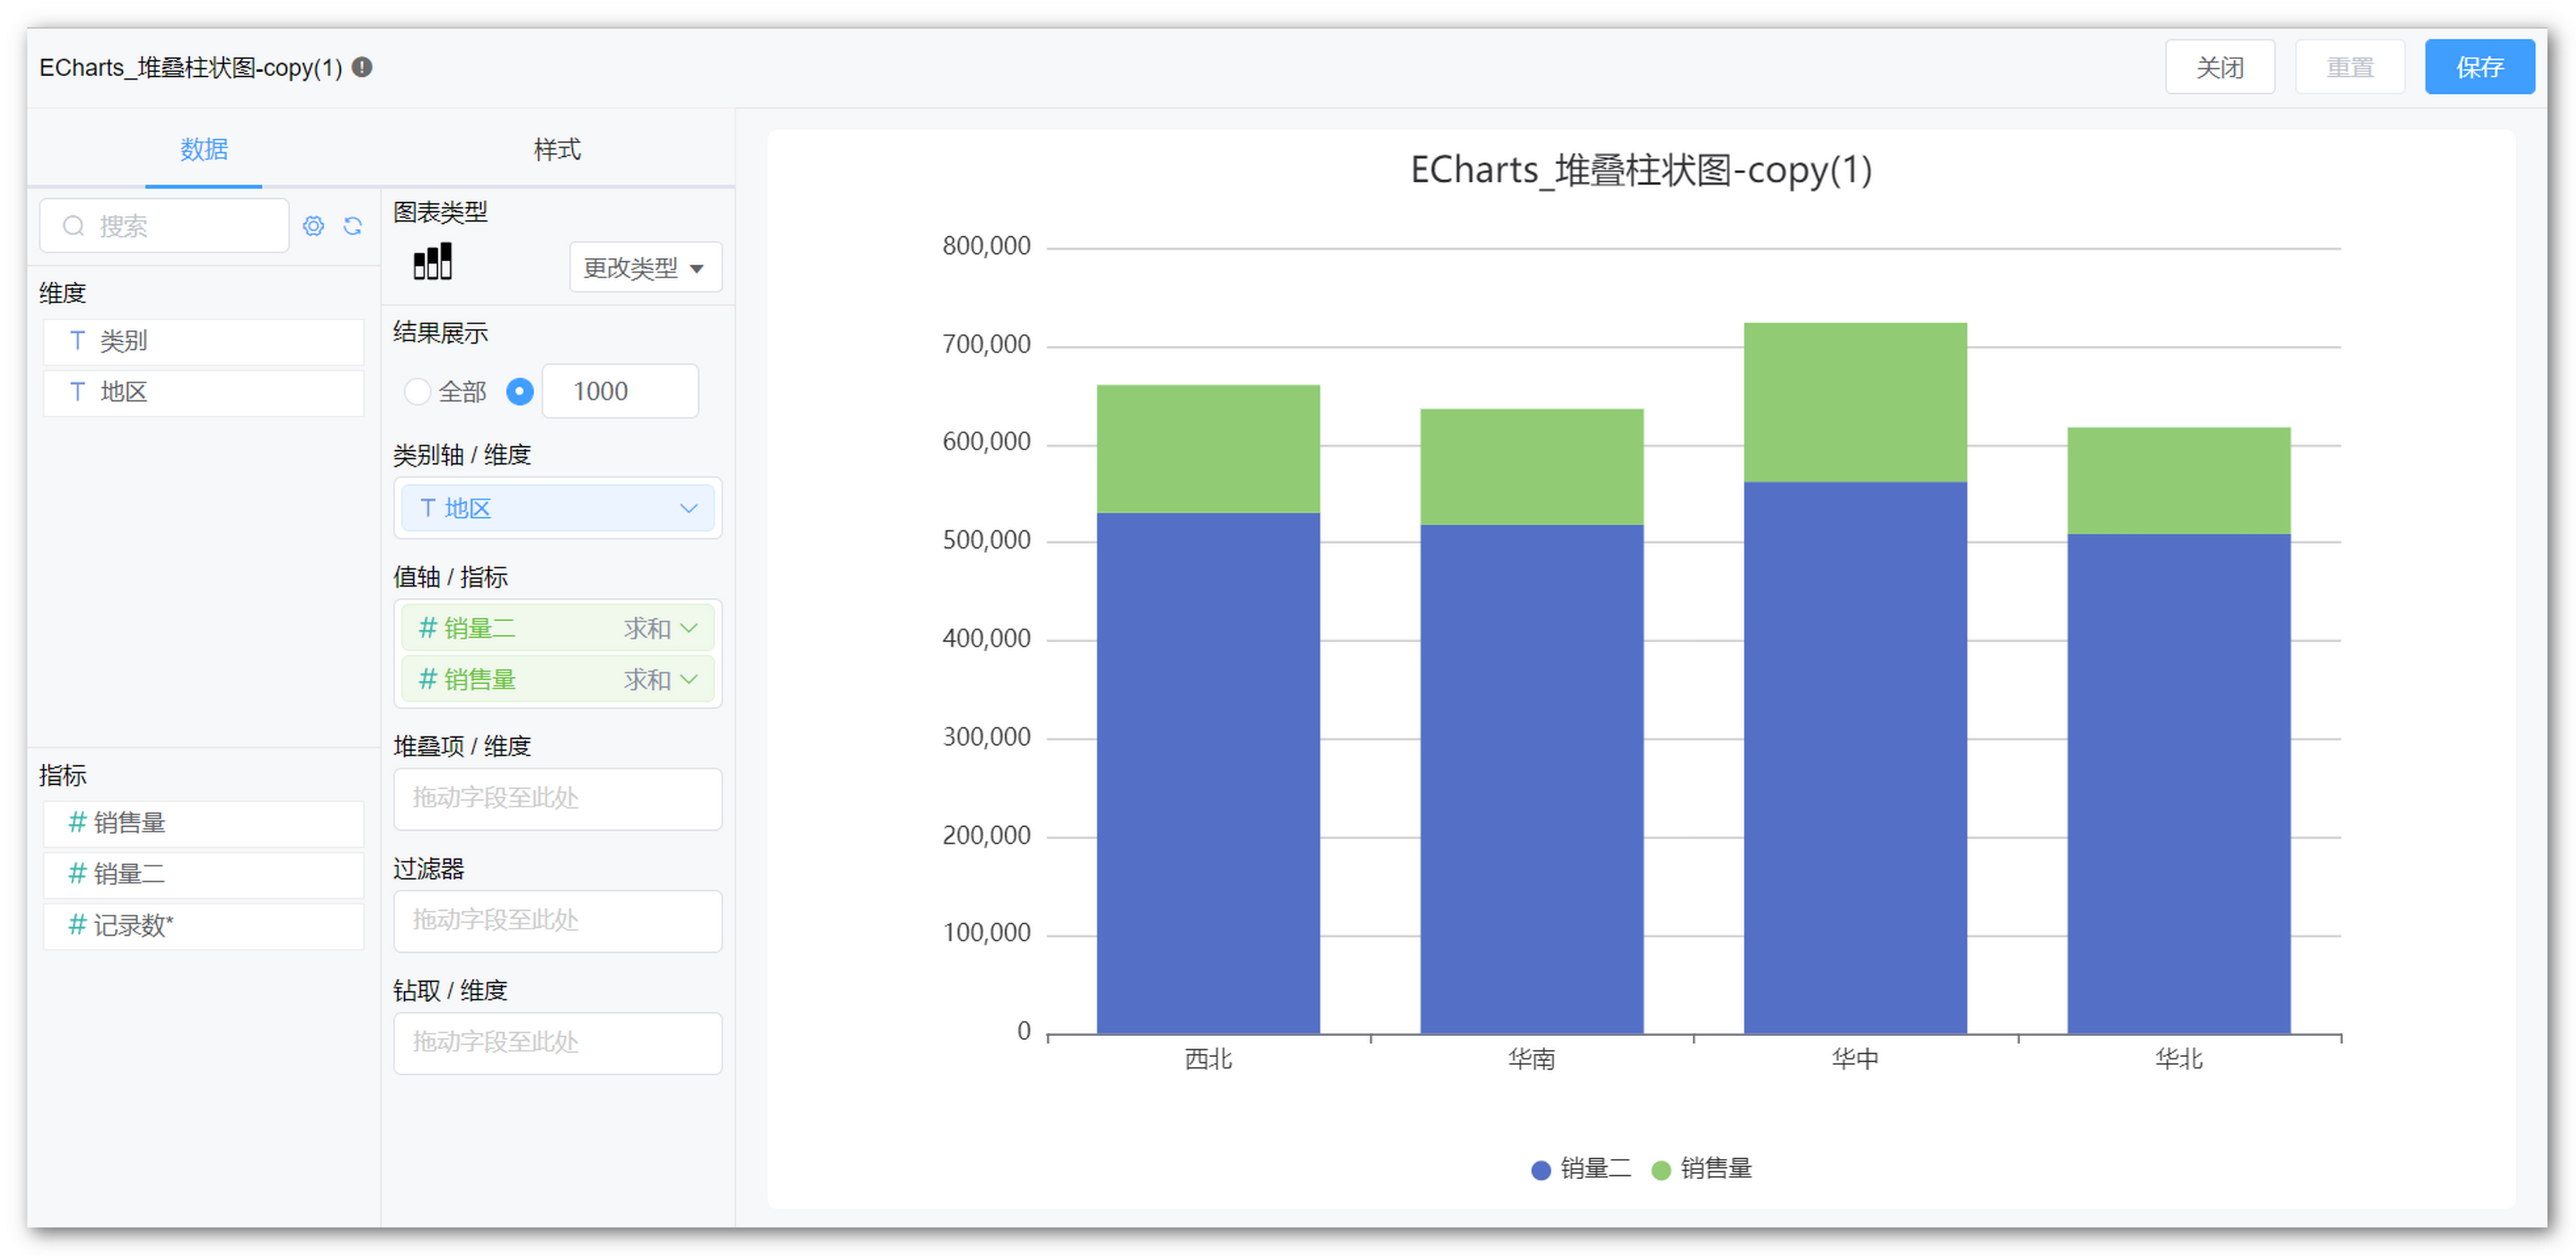 ECharts_堆叠柱状图-copy(1)
关闭
重置
保存
数据
样式
搜索
维度
T 类别
T 地区
指标
# 销售量
# 销量二
# 记录数*
图表类型
更改类型
结果展示
全部 1000
类别轴 / 维度
T 地区
值轴 / 指标
# 销量二 求和
# 销售量 求和
堆叠项 / 维度
拖动字段至此处
过滤器
拖动字段至此处
钻取 / 维度
拖动字段至此处
ECharts_堆叠柱状图-copy(1)
800,000
700,000
600,000
500,000
400,000
300,000
200,000
100,000
0
西北 华南 华中 华北
销量二 销售量